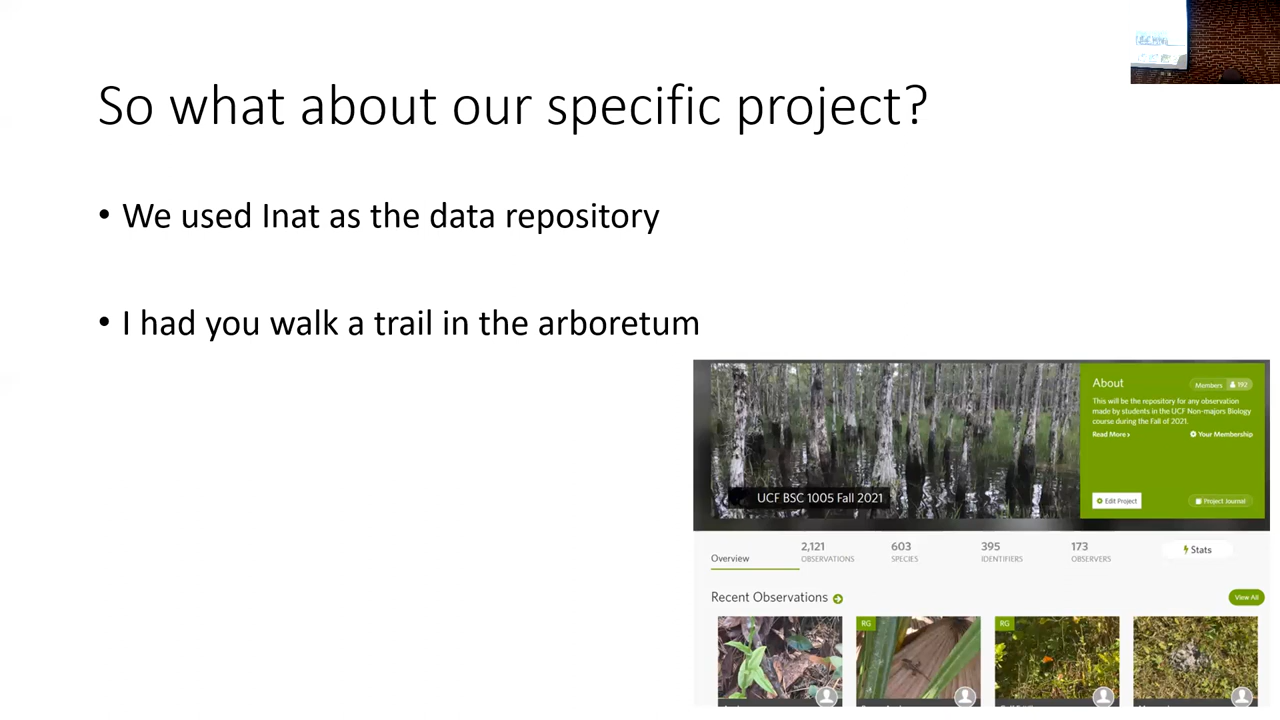 So what about our specific project?
• We used Inat as the data repository
• I had you walk a trail in the arboretum
UCF BSC 1005 Fall 2021
About
Members 192
This will be the repository for any observation
made by students in the UCF Non-majors Biology
course during the Fall of 2021.
Read More ›
Your Membership
Edit Project
Project Journal
Overview
2,121
OBSERVATIONS
603
SPECIES
395
IDENTIFIERS
173
OBSERVERS
Stats
Recent Observations
View All
RG
RG